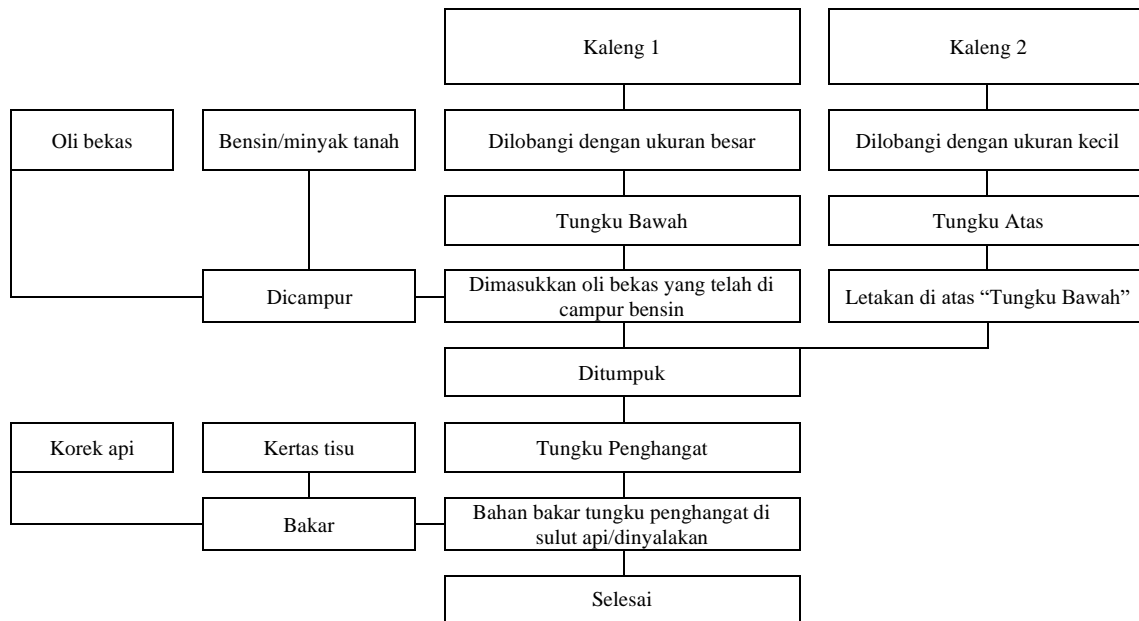 Kaleng 1
Kaleng 2
Oli bekas
Bensin/minyak tanah
Dilobangi dengan ukuran besar
Dilobangi dengan ukuran kecil
Tungku Bawah
Tungku Atas
Dicampur
Dimasukkan oli bekas yang telah di
campur bensin
Letakan di atas “Tungku Bawah”
Ditumpuk
Korek api
Kertas tisu
Tungku Penghangat
Bakar
Bahan bakar tungku penghangat di
sulut api/dinyalakan
Selesai